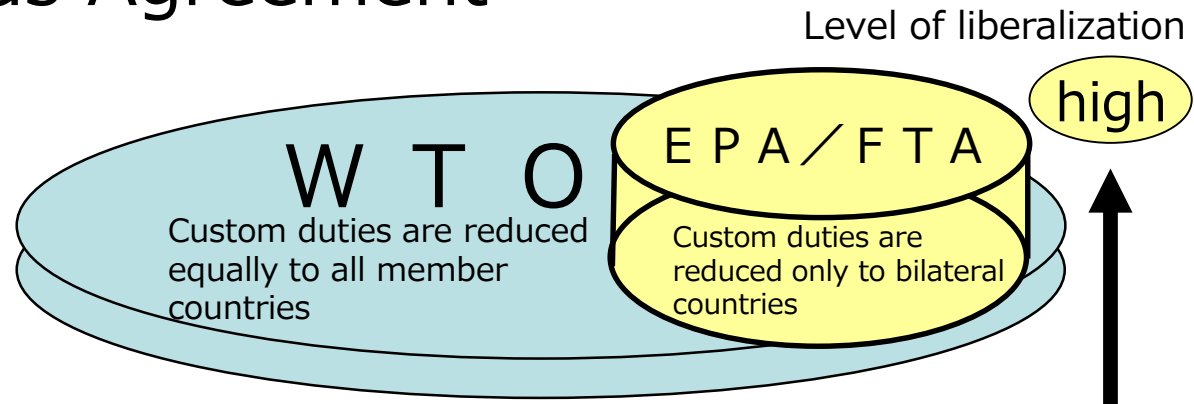 Agreement
Level of liberalization
high
W T O
E P A／F T A
Custom duties are reduced
equally to all member
countries
Custom duties are
reduced only to bilateral
countries